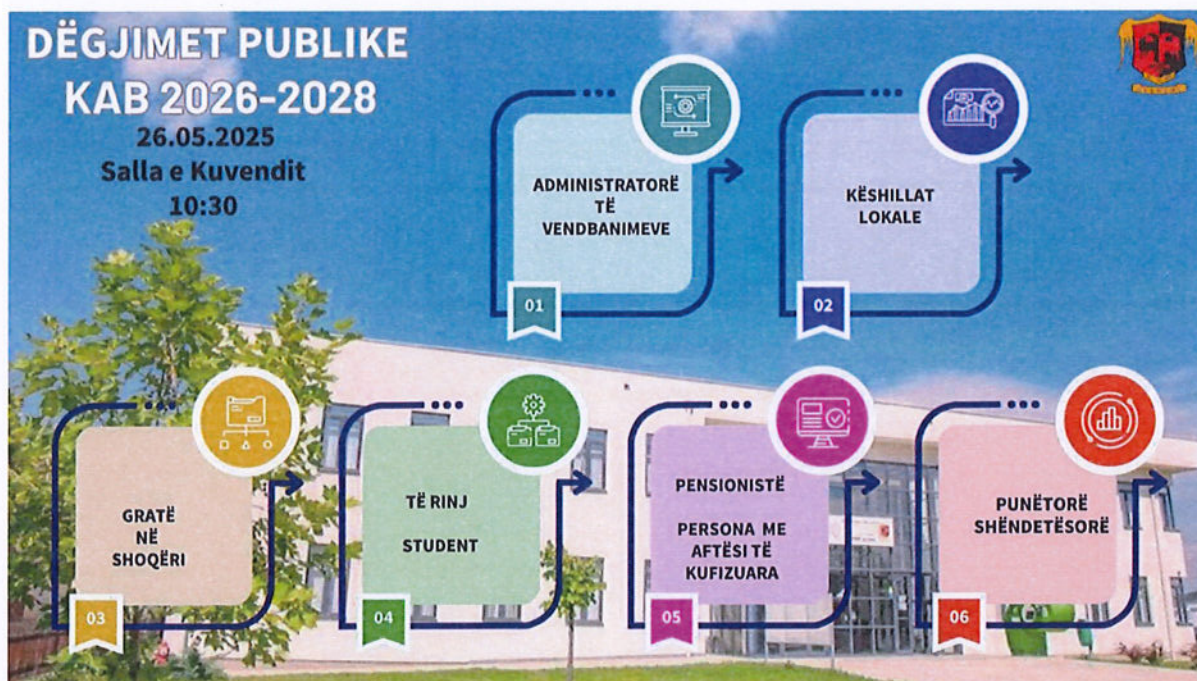 DËGJIMET PUBLIKE
KAB 2026-2028
26.05.2025
Salla e Kuvendit
10:30
ADMINISTRATORË
TË
VENDBANIMEVE
01
KËSHILLAT
LOKALE
02
GRATË
NË
SHOQËRI
03
TË RINJ
STUDENT
04
PENSIONISTË
PERSONA ME
AFTËSI TË
KUFIZUARA
05
PUNËTORË
SHËNDETËSORË
06